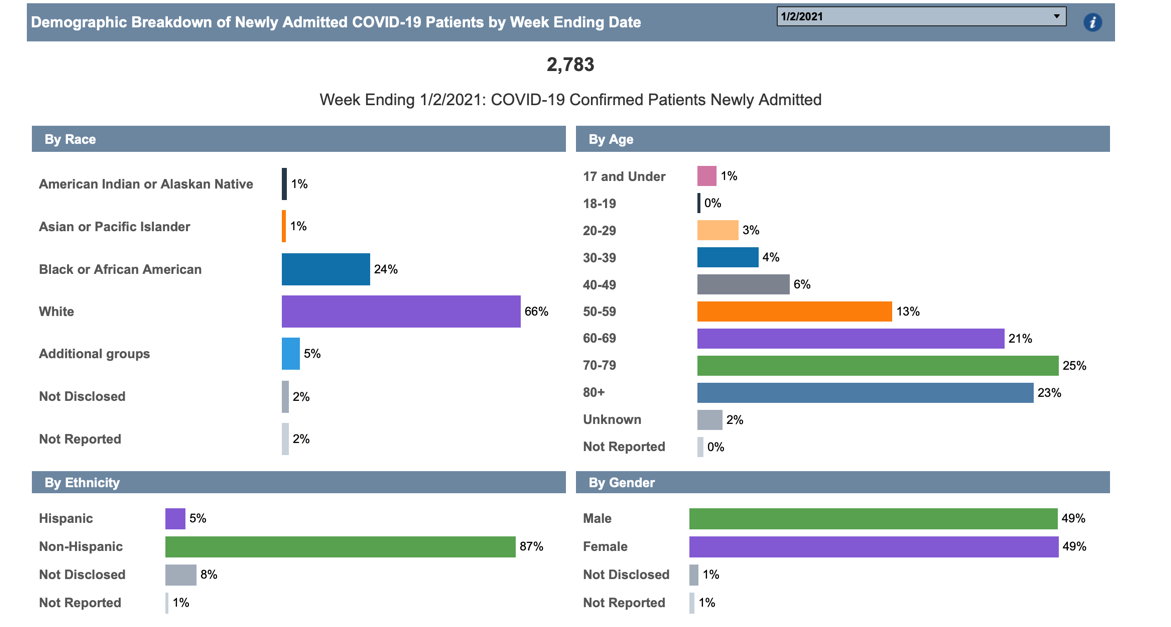 Demographic Breakdown of Newly Admitted COVID-19 Patients by Week Ending Date
1/2/2021
i
2,783
Week Ending 1/2/2021: COVID-19 Confirmed Patients Newly Admitted
By Race
American Indian or Alaskan Native 1%
Asian or Pacific Islander 1%
Black or African American 24%
White 66%
Additional groups 5%
Not Disclosed 2%
Not Reported 2%
By Age
17 and Under 1%
18-19 0%
20-29 3%
30-39 4%
40-49 6%
50-59 13%
60-69 21%
70-79 25%
80+ 23%
Unknown 2%
Not Reported 0%
By Ethnicity
Hispanic 5%
Non-Hispanic 87%
Not Disclosed 8%
Not Reported 1%
By Gender
Male 49%
Female 49%
Not Disclosed 1%
Not Reported 1%